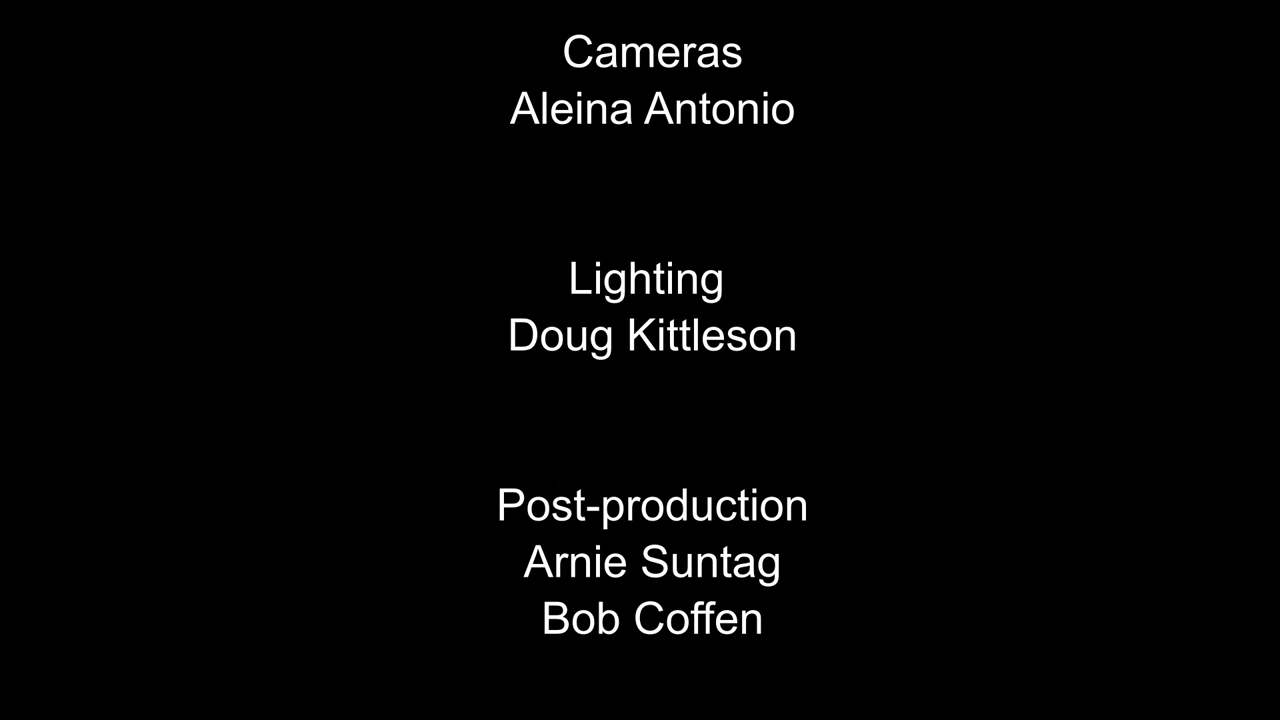 Cameras
Aleina Antonio
Lighting
Doug Kittleson
Post-production
Arnie Suntag
Bob Coffen